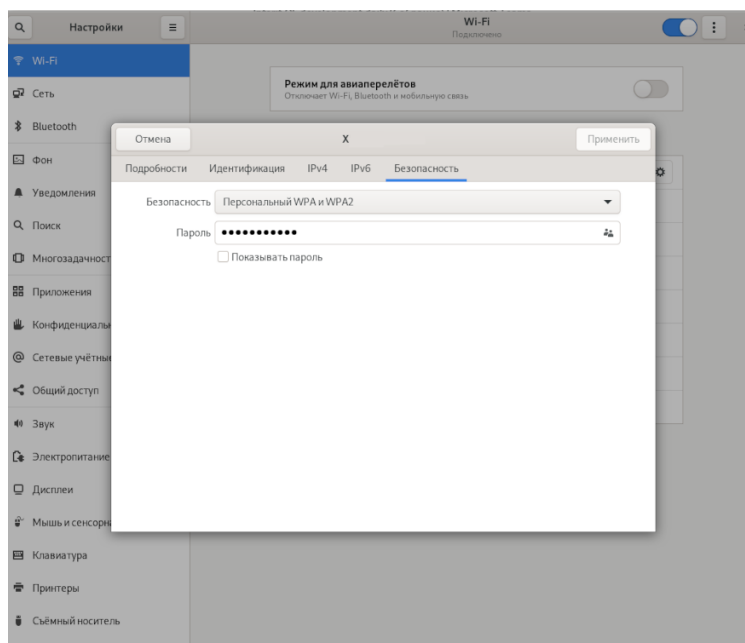 Настройки
Wi-Fi
Подключено
Wi-Fi
Сеть
Bluetooth
Фон
Уведомления
Поиск
Многозадачност
Приложения
Конфиденциаль
Сетевые учётны
Общий доступ
Звук
Электропитание
Дисплеи
Мышь и сенсорн
Клавиатура
Принтеры
Съёмный носитель
Режим для авиаперелётов
Отключает Wi-Fi, Bluetooth и мобильную связь
Отмена
X
Применить
Подробности Идентификация IPv4 IPv6 Безопасность
Безопасность Персональный WPA и WPA2
Пароль ●●●●●●●●●●●
Показывать пароль